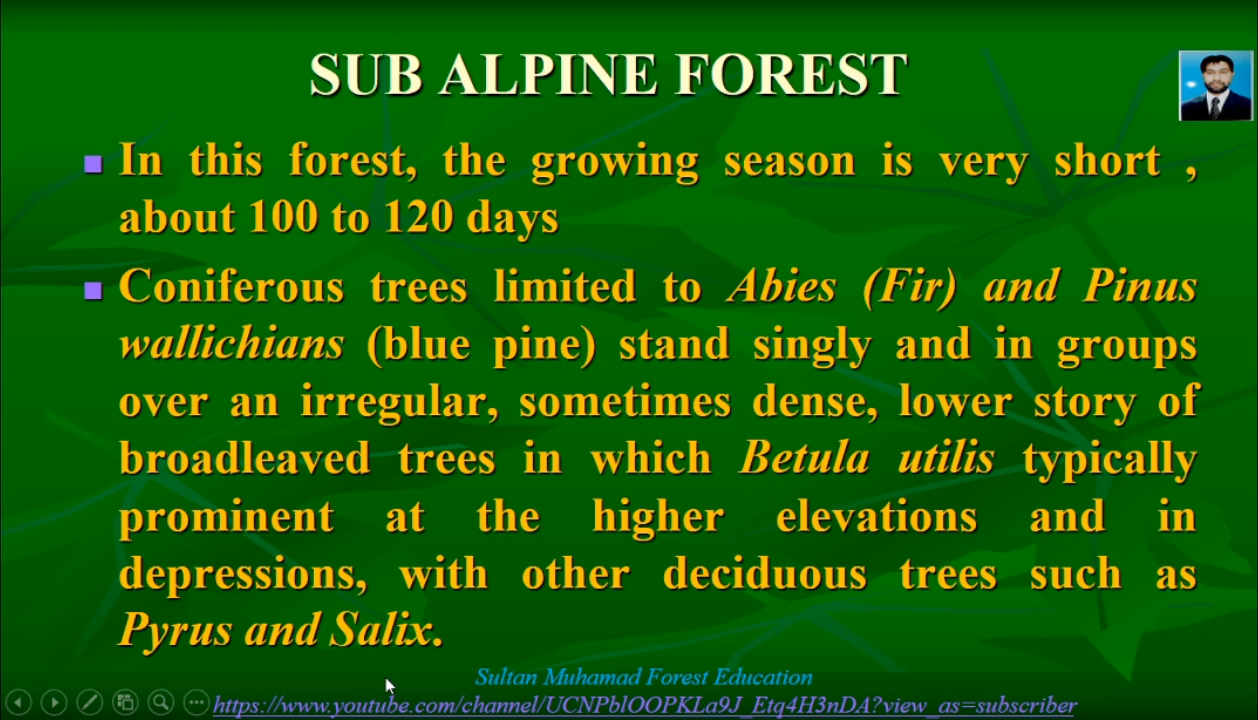 SUB ALPINE FOREST
In this forest, the growing season is very short ,
about 100 to 120 days
Coniferous trees limited to Abies (Fir) and Pinus
wallichians (blue pine) stand singly and in groups
over an irregular, sometimes dense, lower story of
broadleaved trees in which Betula utilis typically
prominent at the higher elevations and in
depressions, with other deciduous trees such as
Pyrus and Salix.
Sultan Muhamad Forest Education
https://www.youtube.com/channel/UCNPblOOPKLa9J_Etq4H3nDA?view_as=subscriber